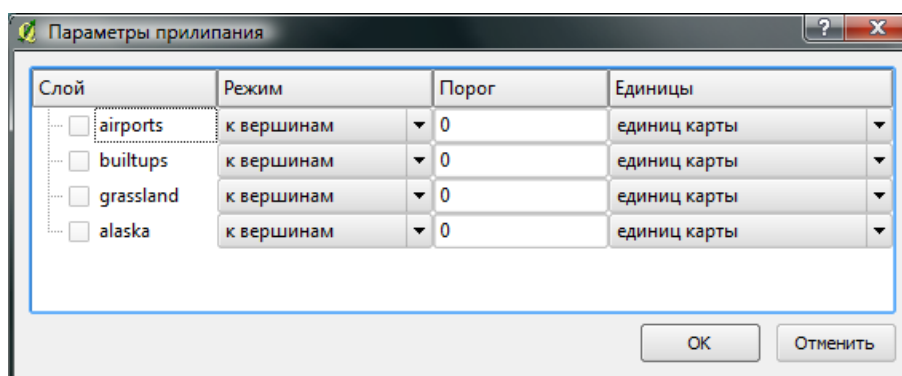 Параметры прилипания
Слой Режим Порог Единицы
airports к вершинам 0 единиц карты
builtups к вершинам 0 единиц карты
grassland к вершинам 0 единиц карты
alaska к вершинам 0 единиц карты
OK Отменить